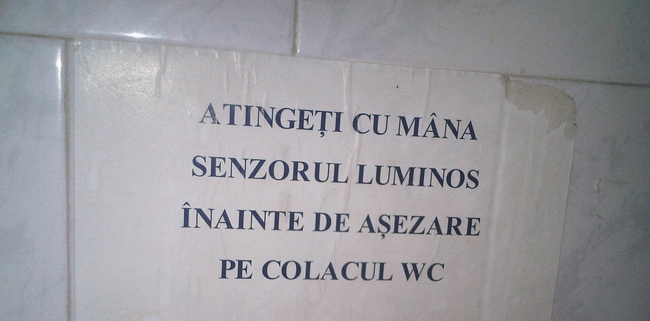 ATINGEȚI CU MÂNA
SENZORUL LUMINOS
ÎNAINTE DE AȘEZARE
PE COLACUL WC